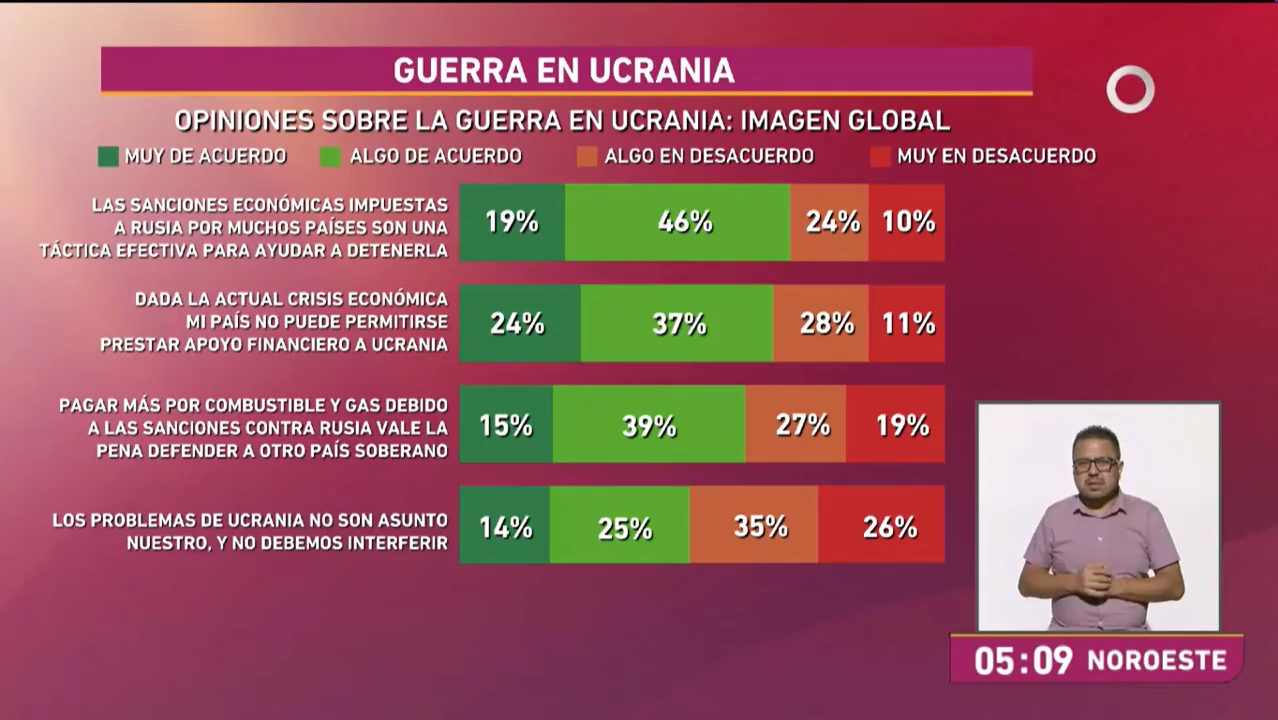 GUERRA EN UCRANIA
OPINIONES SOBRE LA GUERRA EN UCRANIA: IMAGEN GLOBAL
MUY DE ACUERDO ALGO DE ACUERDO ALGO EN DESACUERDO MUY EN DESACUERDO
LAS SANCIONES ECONÓMICAS IMPUESTAS
A RUSIA POR MUCHOS PAÍSES SON UNA
TÁCTICA EFECTIVA PARA AYUDAR A DETENERLA
19% 46% 24% 10%
DADA LA ACTUAL CRISIS ECONÓMICA
MI PAÍS NO PUEDE PERMITIRSE
PRESTAR APOYO FINANCIERO A UCRANIA
24% 37% 28% 11%
PAGAR MÁS POR COMBUSTIBLE Y GAS DEBIDO
A LAS SANCIONES CONTRA RUSIA VALE LA
PENA DEFENDER A OTRO PAÍS SOBERANO
15% 39% 27% 19%
LOS PROBLEMAS DE UCRANIA NO SON ASUNTO
NUESTRO, Y NO DEBEMOS INTERFERIR
14% 25% 35% 26%
05:09 NOROESTE